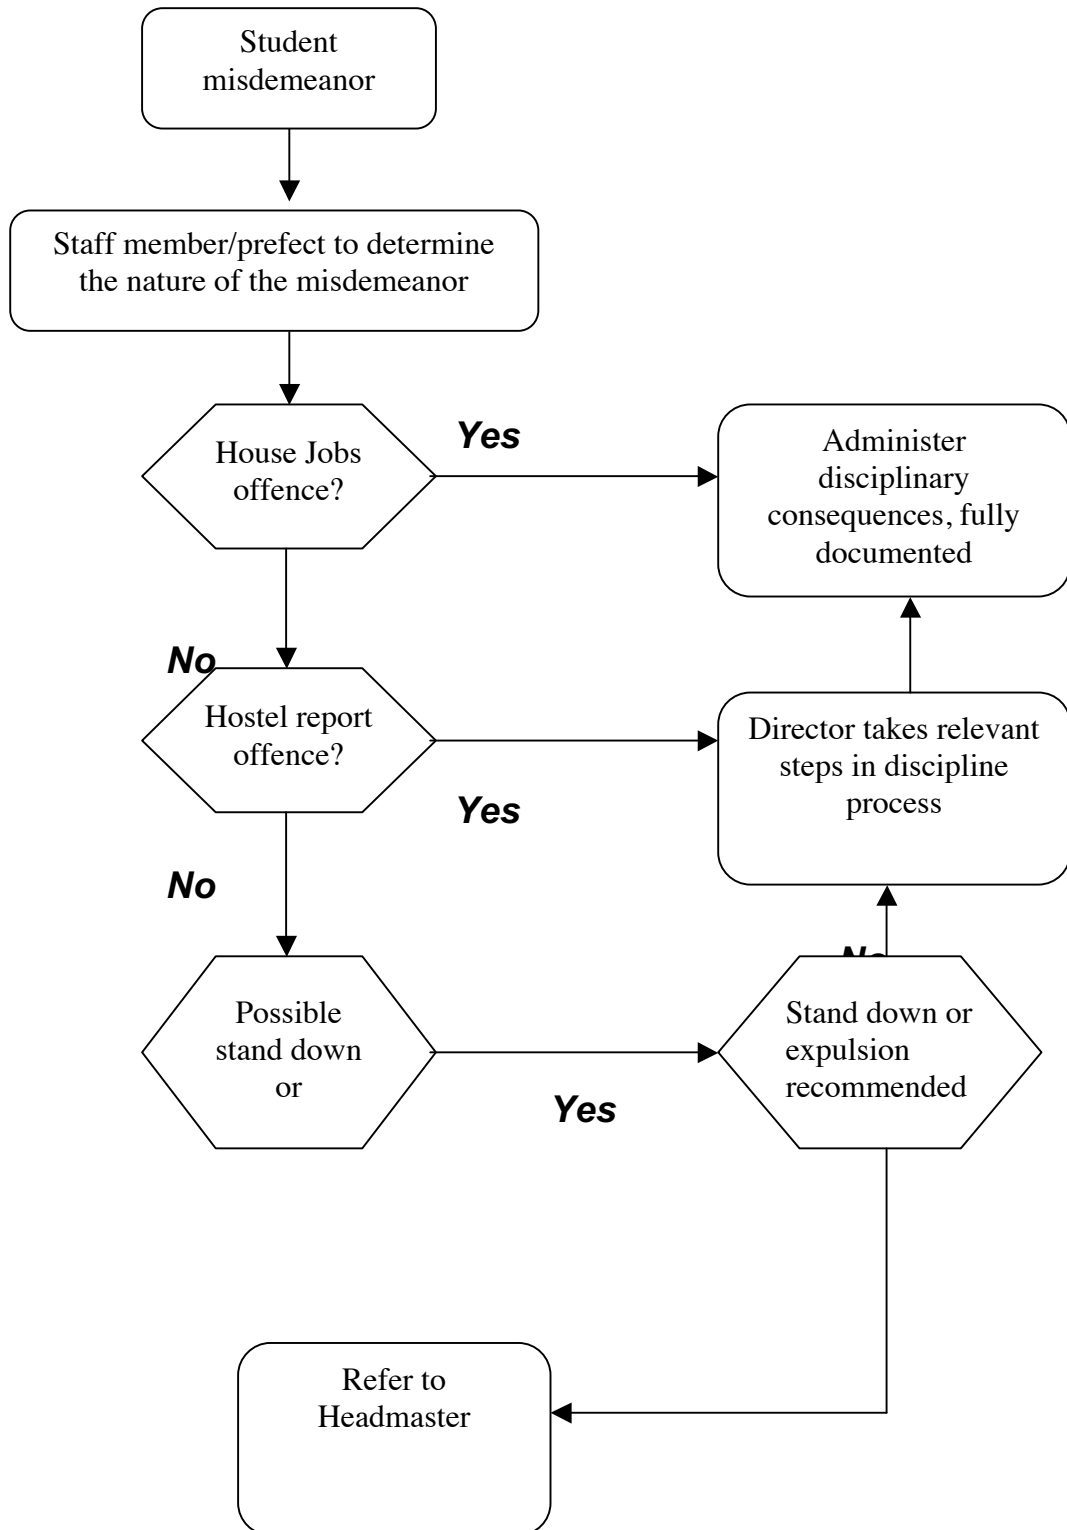 Student
misdemeanor
Staff member/prefect to determine
the nature of the misdemeanor
House Jobs
offence?
Yes
Administer
disciplinary
consequences, fully
documented
No
Hostel report
offence?
Yes
Director takes relevant
steps in discipline
process
No
Possible
stand down
or
Yes
No
Stand down or
expulsion
recommended
Refer to
Headmaster